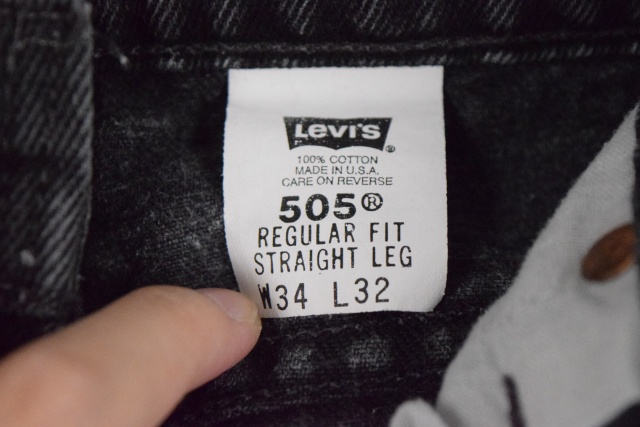 Levi's®
100% COTTON
MADE IN U.S.A.
CARE ON REVERSE
505®
REGULAR FIT
STRAIGHT LEG
W34 L32